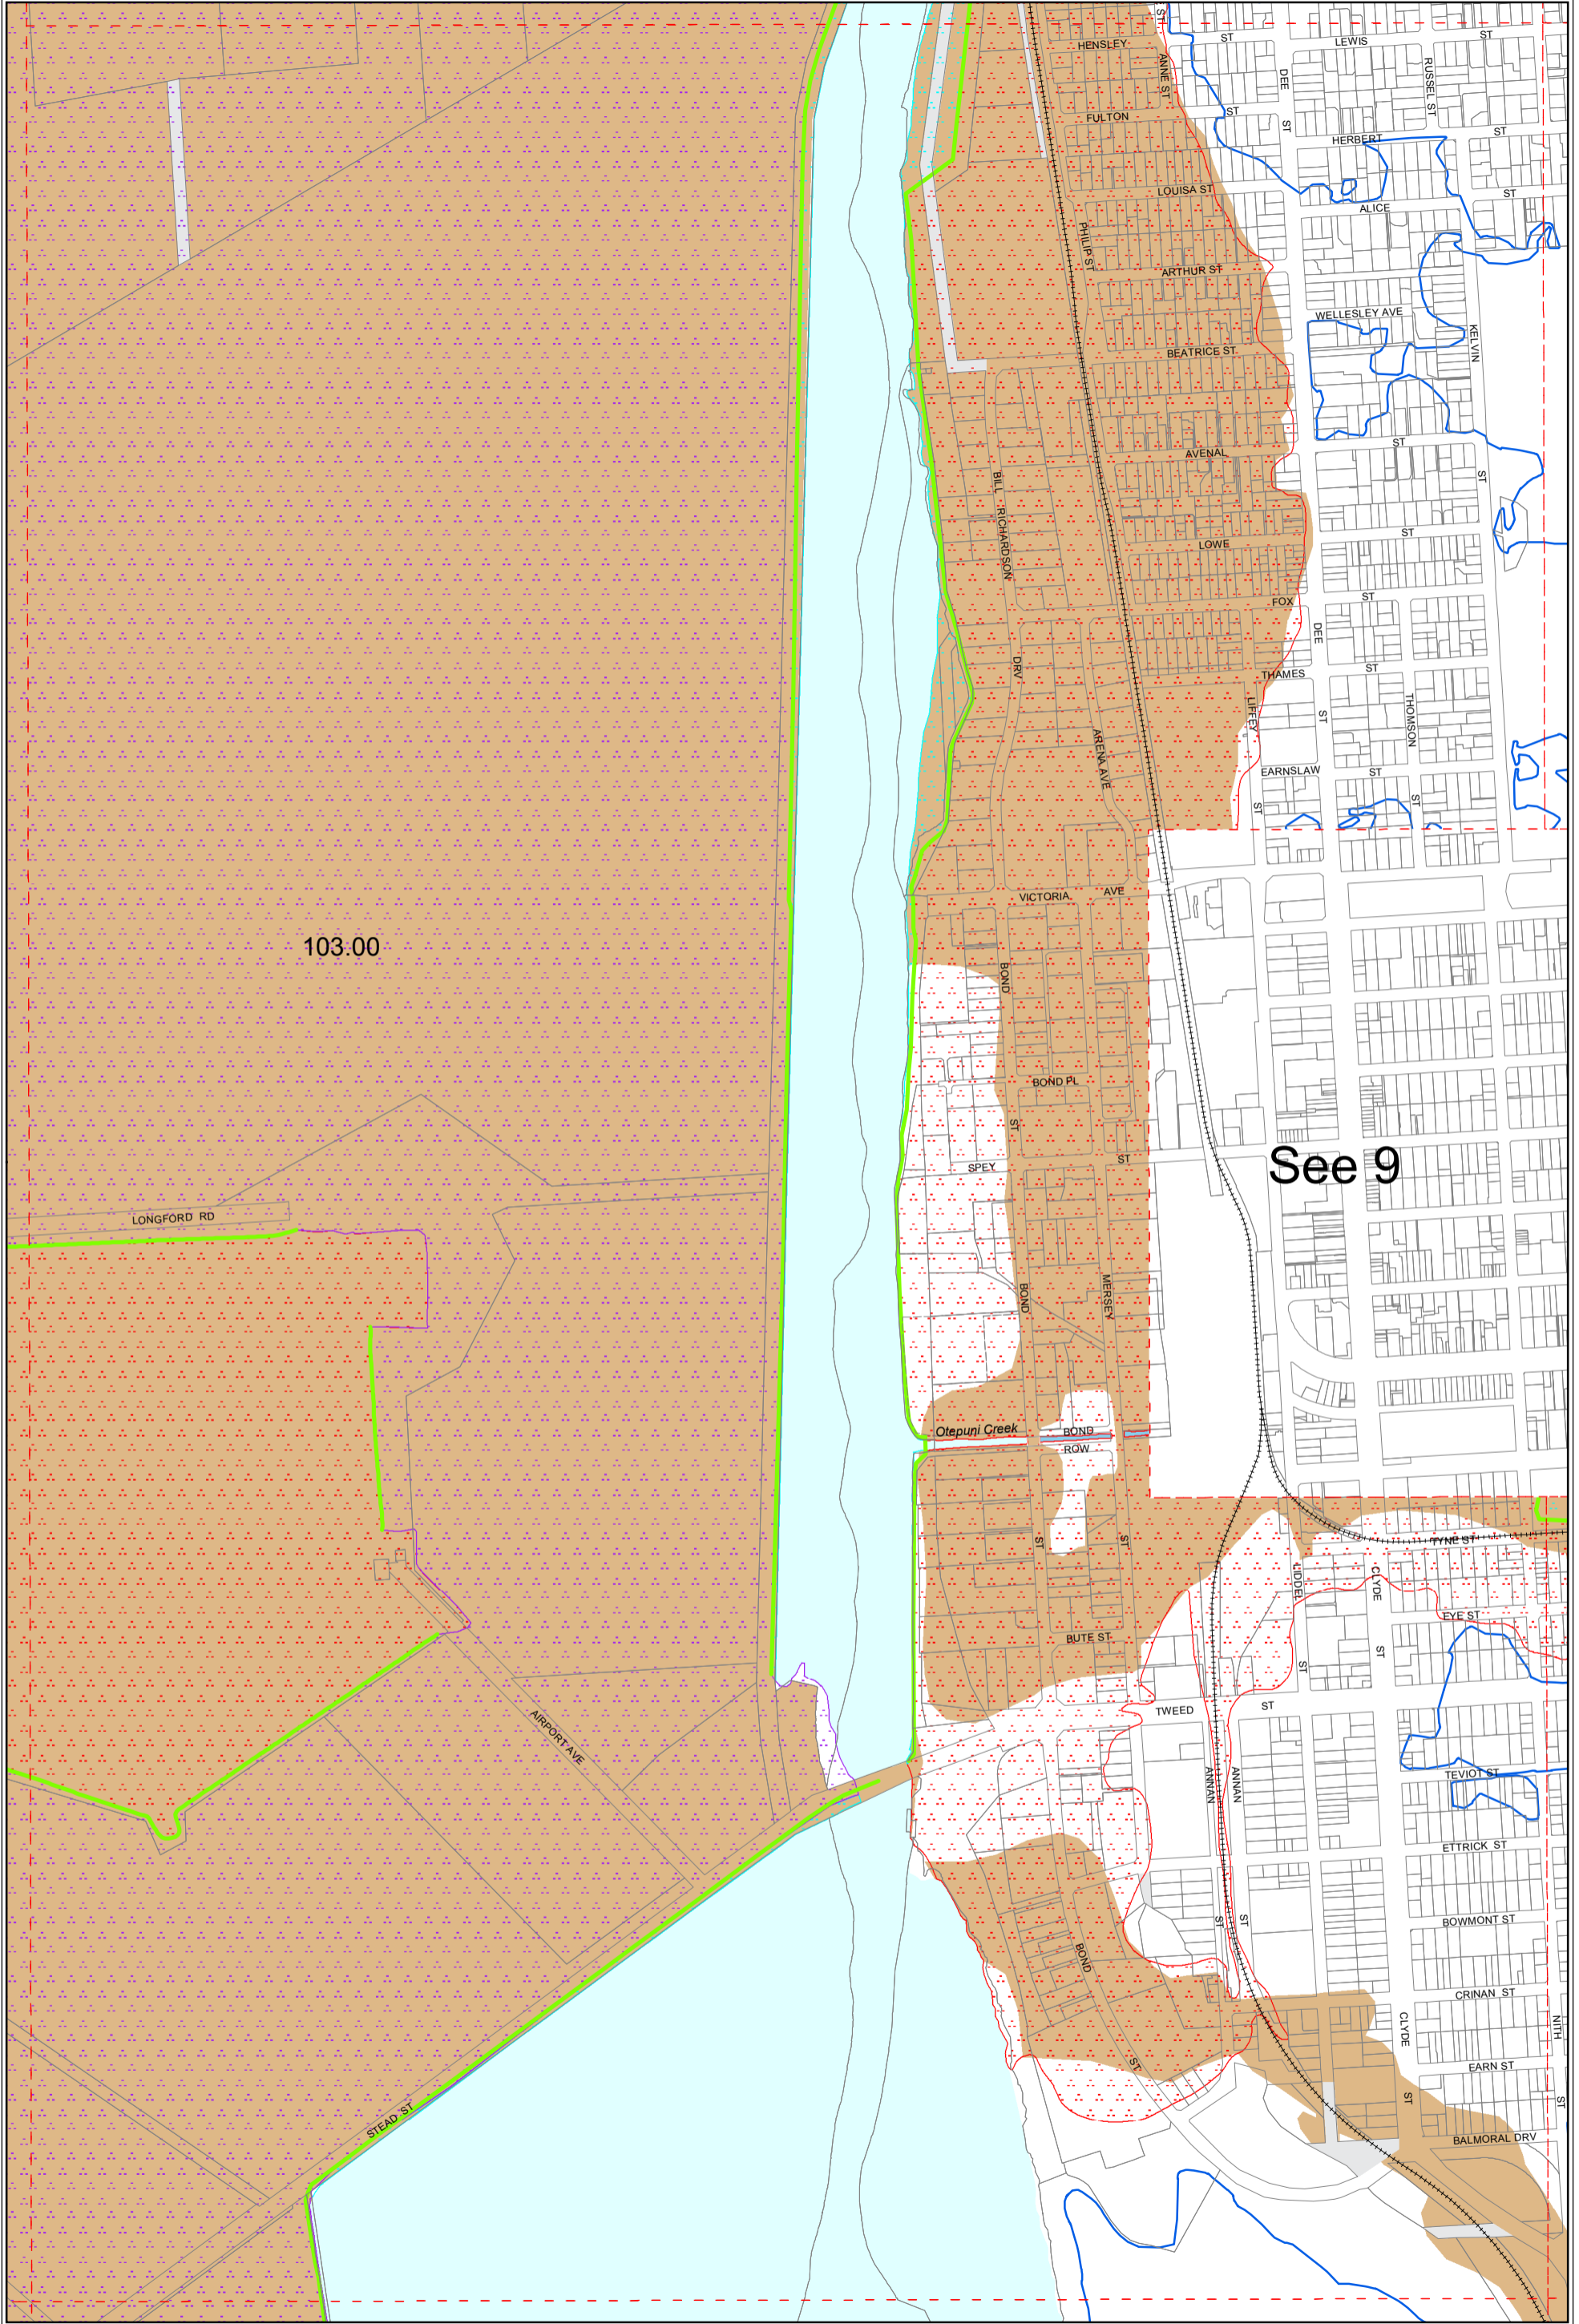 ST
HENSLEY
ANNE ST
ST
LEWIS
ST
DEE
RUSSEL ST
FULTON
ST
ST
HERBERT
ST
LOUISA ST
ST
ALICE
PHILIP ST
ARTHUR ST
WELLESLEY AVE
KELVIN
BEATRICE ST
ST
AVENAL
ST
BILL RICHARDSON
ST
LOWE
FOX
ST
DEE
DRV
ST
THAMES
LIFFEY
ST
THOMSON
ARENA AVE
EARNSLAW
ST
ST
ST
VICTORIA
AVE
103.00
BOND
BOND PL
ST
SPEY
ST
See 9
LONGFORD RD
BOND
MERSEY
Otepuni Creek
BOND
ROW
ST
ST
TYNE ST
LIDDEL
CLYDE
EYE ST
BUTE ST
ST
ST
TWEED
ST
AIRPORT AVE
ANNAN
ANNAN
TEVIOT ST
ETTRICK ST
BOND
ST
ST
BOWMONT ST
CRINAN ST
CLYDE
NITH
ST
EARN ST
STEAD ST
ST
ST
BALMORAL DRV